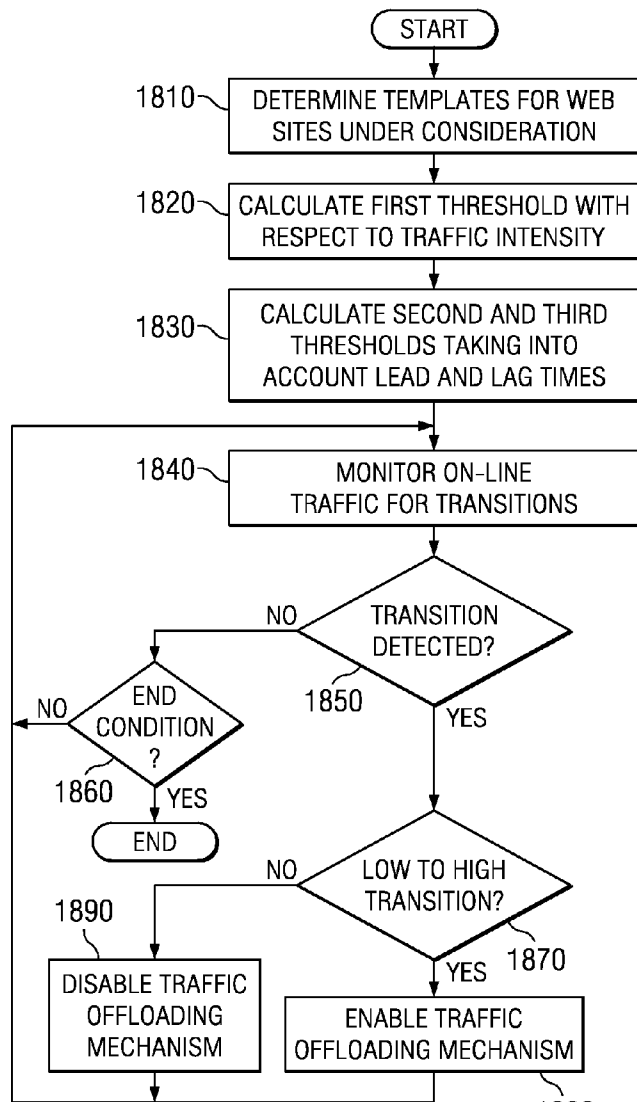 START
1810
DETERMINE TEMPLATES FOR WEB
SITES UNDER CONSIDERATION
1820
CALCULATE FIRST THRESHOLD WITH
RESPECT TO TRAFFIC INTENSITY
1830
CALCULATE SECOND AND THIRD
THRESHOLDS TAKING INTO
ACCOUNT LEAD AND LAG TIMES
1840
MONITOR ON-LINE
TRAFFIC FOR TRANSITIONS
NO
TRANSITION
DETECTED?
1850
YES
NO
END
CONDITION
?
1860
YES
END
NO
LOW TO HIGH
TRANSITION?
1870
YES
1890
DISABLE TRAFFIC
OFFLOADING
MECHANISM
ENABLE TRAFFIC
OFFLOADING MECHANISM